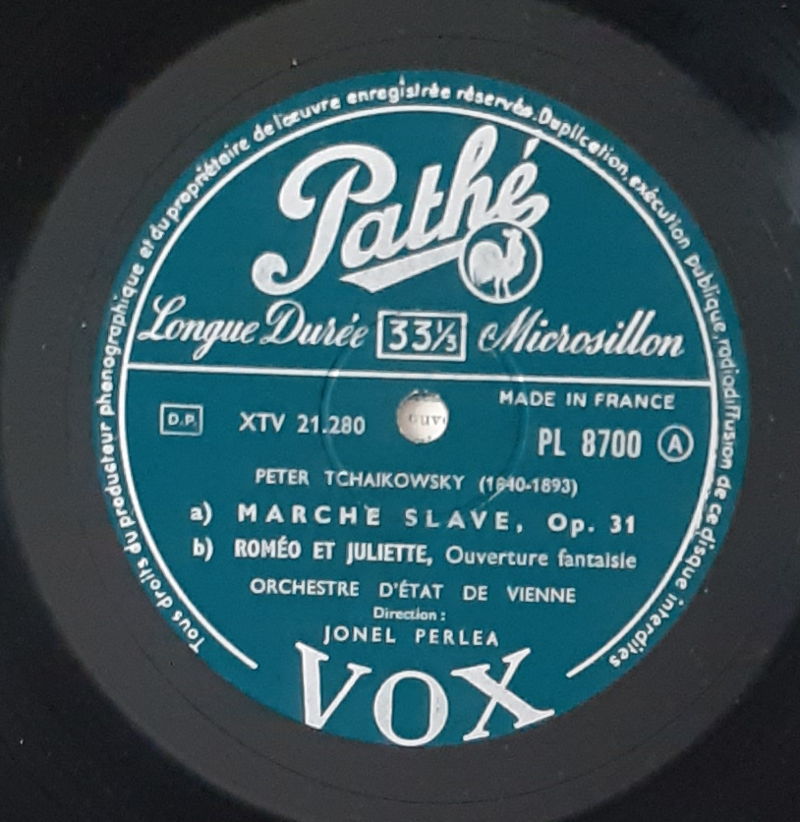 Tous droits du producteur phonographique et du propriétaire de l'œuvre enregistrée réservés. Duplication, exécution publique, radiodiffusion de ce disque interdites
Pathé
Longue Durée 33⅓ Microsillon
MADE IN FRANCE
D.P. XTV 21.280
PL 8700 A
PETER TCHAIKOWSKY (1840-1893)
a) MARCHE SLAVE, Op. 31
b) ROMÉO ET JULIETTE, Ouverture fantaisie
ORCHESTRE D'ÉTAT DE VIENNE
Direction :
JONEL PERLEA
VOX